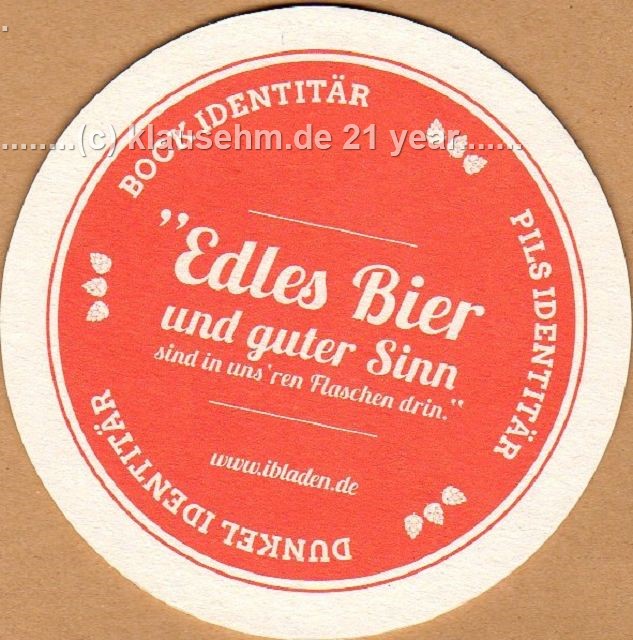 .
BOCK IDENTITÄR
........(c) klausehm.de 21 year.......
PILS IDENTITÄR
"Edles Bier
und guter Sinn
sind in uns'ren Flaschen drin."
www.ibladen.de
DUNKEL IDENTITÄR